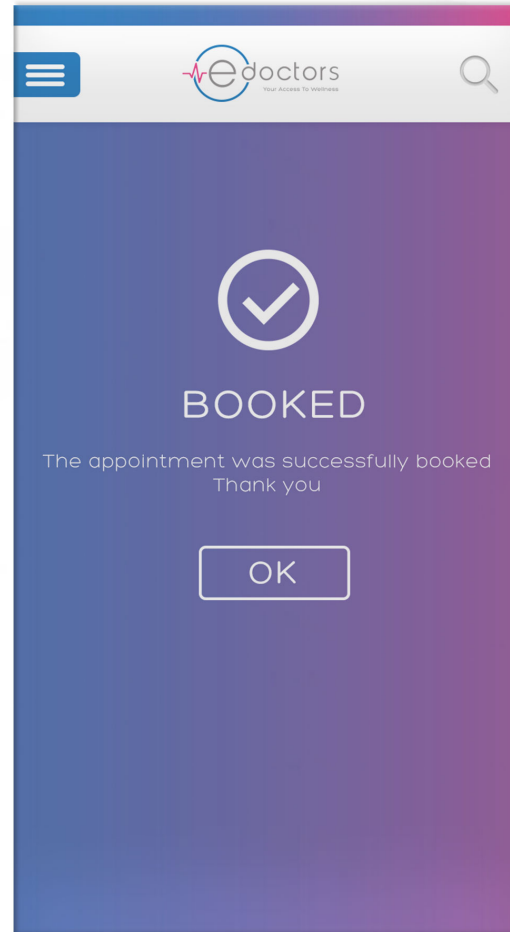 edoctors
Your Access To Wellness
BOOKED
The appointment was successfully booked
Thank you
OK